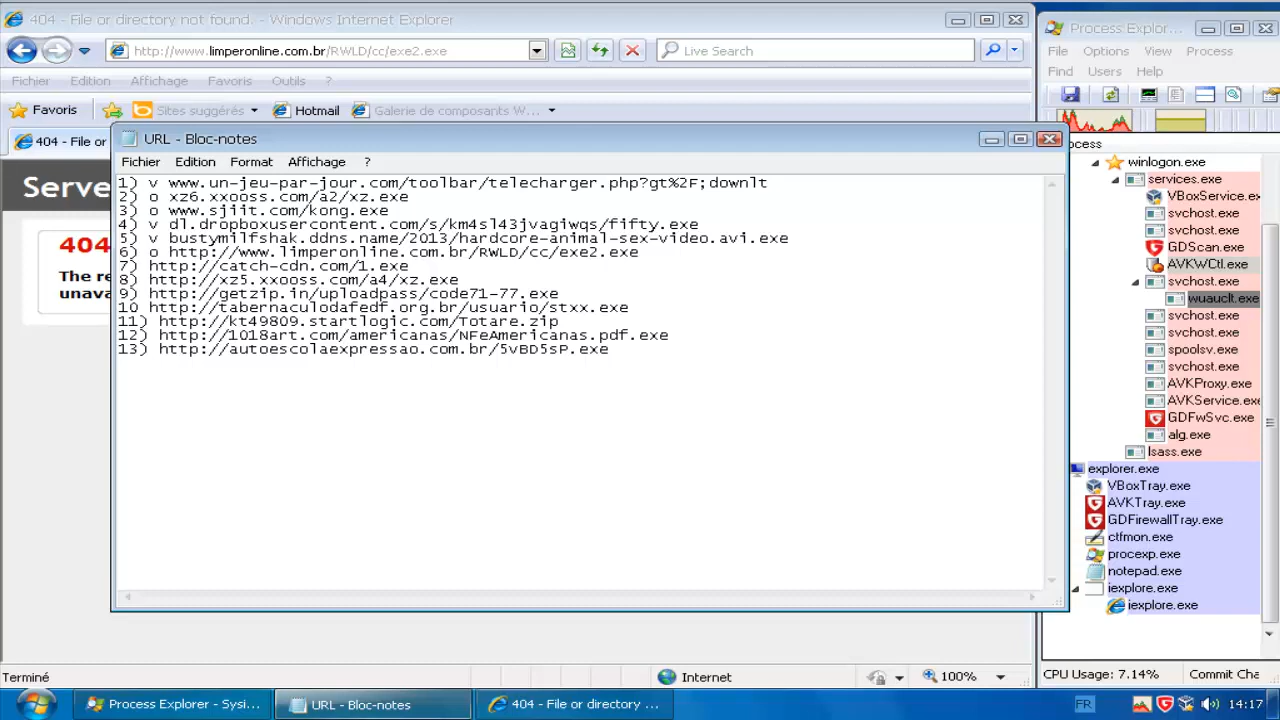 404 - File or directory not found. - Windows Internet Explorer
http://www.limperonline.com.br/RWLD/cc/exe2.exe
Live Search
Fichier Edition Affichage Favoris Outils ?
Favoris Sites suggérés Hotmail Galerie de composants W...
404 - File or
Serve
404
The re
unava
URL - Bloc-notes
Fichier Edition Format Affichage ?
1) v www.un-jeu-par-jour.com/toolbar/telecharger.php?gt%2F;downlt
2) o xz6.xxooss.com/a2/xz.exe
3) o www.sjiit.com/kong.exe
4) v dl.dropboxusercontent.com/s/km4sl43jvagiwqs/fifty.exe
5) v bustymilfshak.ddns.name/2013/hardcore-animal-sex-video.avi.exe
6) o http://www.limperonline.com.br/RWLD/cc/exe2.exe
7) http://catch-cdn.com/1.exe
8) http://xz5.xxooss.com/a4/xz.exe
9) http://getzip.in/uploadpass/code71-77.exe
10 http://tabernaculodafedf.org.br/usuario/stxx.exe
11) http://kt49809.startlogic.com/Totare.zip
12) http://1018art.com/americanas/NFeAmericanas.pdf.exe
13) http://autoescolaexpressao.com.br/5vBD5sP.exe
Terminé
Internet
100%
Process Explor...
File Options View Process
Find Users Help
ocess
winlogon.exe
services.exe
VBoxService.ex
svchost.exe
svchost.exe
GDScan.exe
AVKWCtl.exe
svchost.exe
wuauclt.exe
svchost.exe
svchost.exe
spoolsv.exe
svchost.exe
AVKProxy.exe
AVKService.exe
GDFwSvc.exe
alg.exe
lsass.exe
explorer.exe
VBoxTray.exe
AVKTray.exe
GDFirewallTray.exe
ctfmon.exe
procexp.exe
notepad.exe
iexplore.exe
iexplore.exe
CPU Usage: 7.14% Commit Cha
Process Explorer - Sysi...
URL - Bloc-notes
404 - File or directory ...
FR
14:17